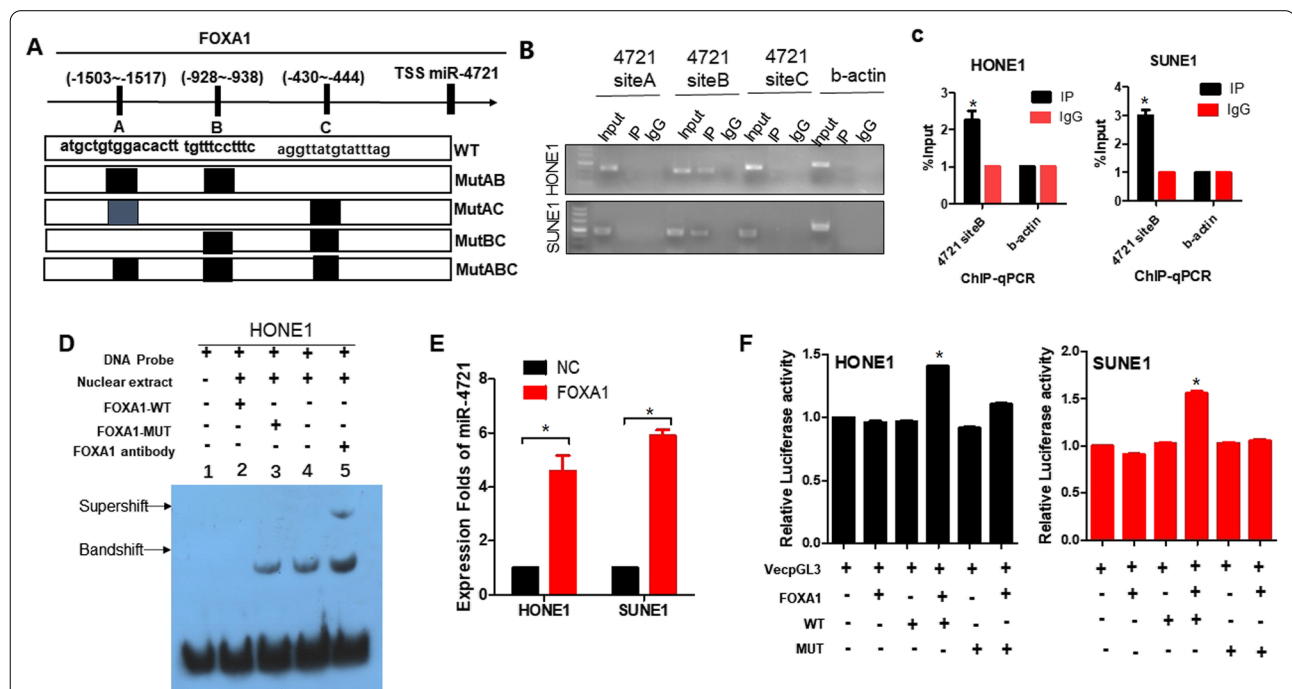 A
FOXA1
(-1503~-1517) (-928~-938) (-430~-444) TSS miR-4721
A B C
atgctgtggacactt tgtttcctttc aggttatgtatttag WT
MutAB
MutAC
MutBC
MutABC
B
4721 siteA 4721 siteB 4721 siteC b-actin
Input IP IgG Input IP IgG Input IP IgG Input IP IgG
HONE1
SUNE1
C
HONE1
IP
IgG
%Input
3
2
1
0
4721 siteB b-actin
ChIP-qPCR
SUNE1
IP
IgG
%Input
4
3
2
1
0
4721 siteB b-actin
ChIP-qPCR
*
*
D
HONE1
DNA Probe + + + + +
Nuclear extract - + + + +
FOXA1-WT - + - - -
FOXA1-MUT - - + - -
FOXA1 antibody - - - - +
1 2 3 4 5
Supershift
Bandshift
E
NC
FOXA1
Expression Folds of miR-4721
8
6
4
2
0
*
*
HONE1 SUNE1
F
HONE1
Relative Luciferase activity
1.5
1.0
0.5
0.0
*
VecpGL3 + + + + + +
FOXA1 - + - + - +
WT - - + + - -
MUT - - - - + +
SUNE1
Relative Luciferase activity
2.0
1.5
1.0
0.5
0.0
*
+ + + + + +
- + - + - +
- - + + - -
- - - - + +